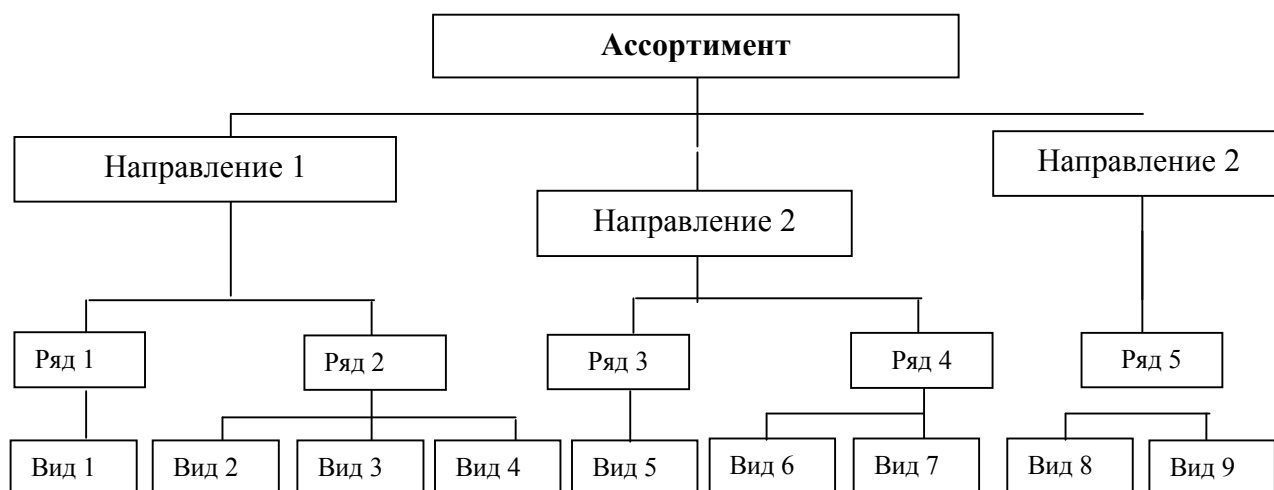 Ассортимент
Направление 1
Направление 2
Направление 2
Ряд 1
Ряд 2
Ряд 3
Ряд 4
Ряд 5
Вид 1
Вид 2
Вид 3
Вид 4
Вид 5
Вид 6
Вид 7
Вид 8
Вид 9